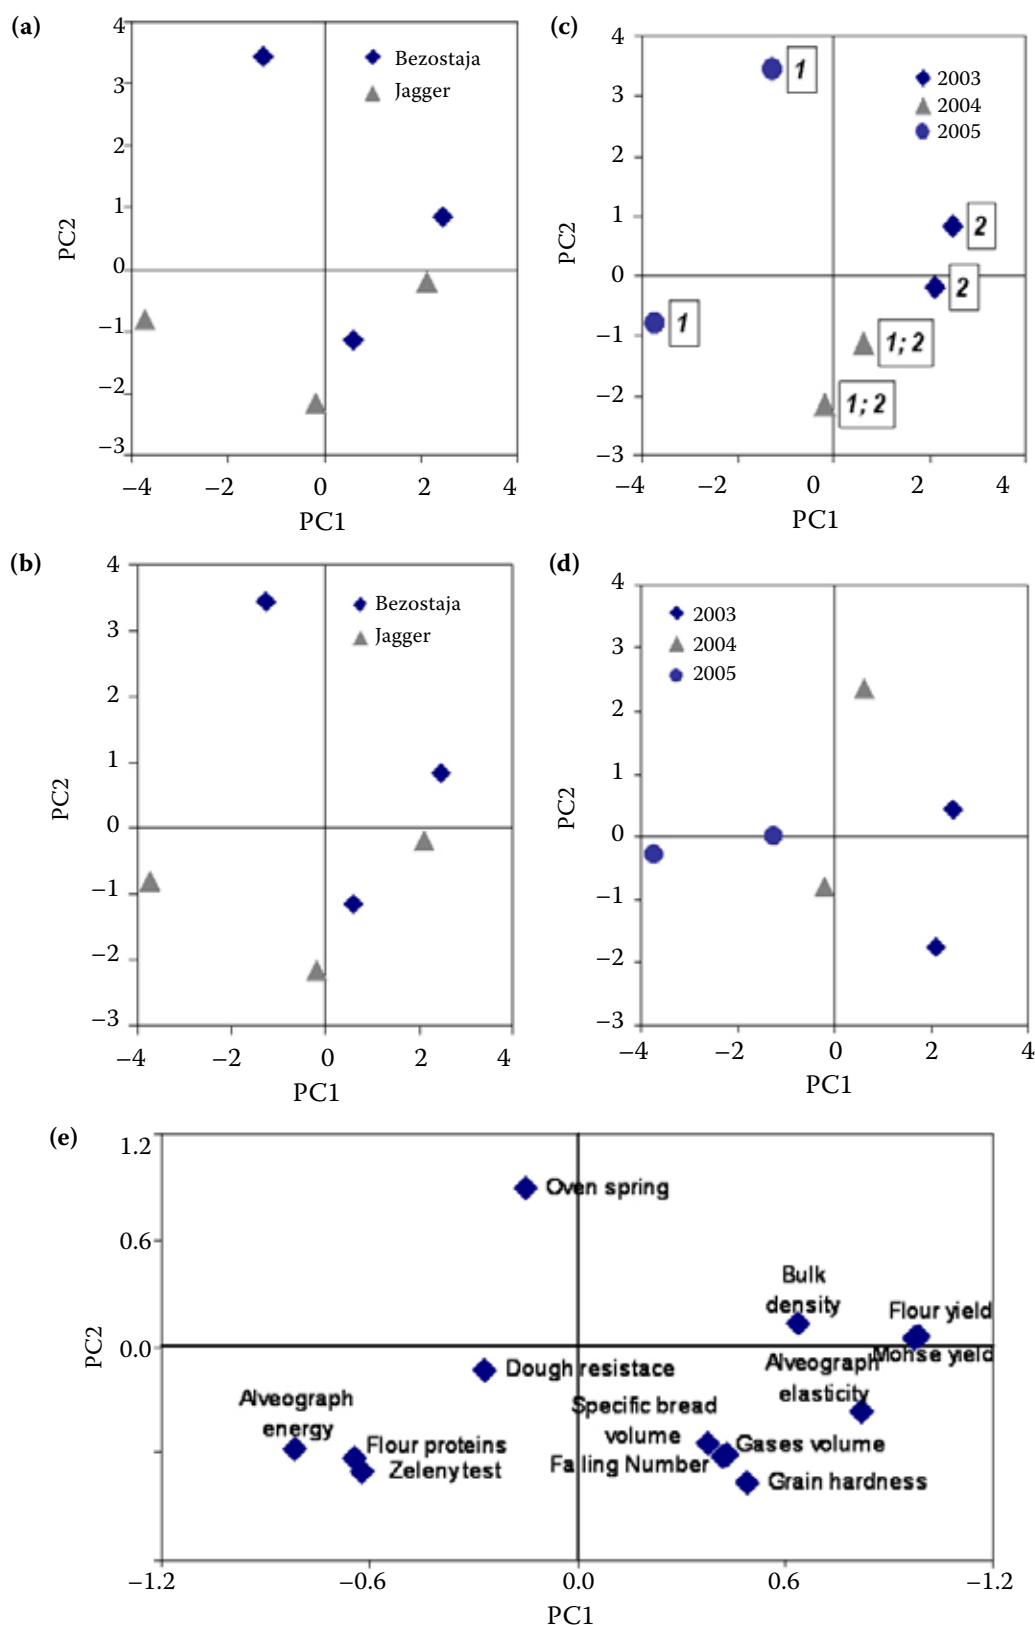 (a)
4
3
2
1
0
−1
−2
−3
−4
−2
0
2
4
PC2
PC1
Bezostaja
Jagger
(c)
4
3
2
1
0
−1
−2
−3
−4
−2
0
2
4
PC2
PC1
2003
2004
2005
1
2
2
1
1; 2
1; 2
(b)
4
3
2
1
0
−1
−2
−3
−4
−2
0
2
4
PC2
PC1
Bezostaja
Jagger
(d)
4
3
2
1
0
−1
−2
−3
−4
−2
0
2
4
PC2
PC1
2003
2004
2005
(e)
1.2
0.6
0.0
PC2
Oven spring
Bulk
density
Flour yield
Mohse yield
Dough resistace
Alveograph
elasticity
Alveograph
energy
Specific bread
volume
Flour proteins
Gases volume
Zelenytest
Falling Number
Grain hardness
−1.2
−0.6
0.0
0.6
−1.2
PC1